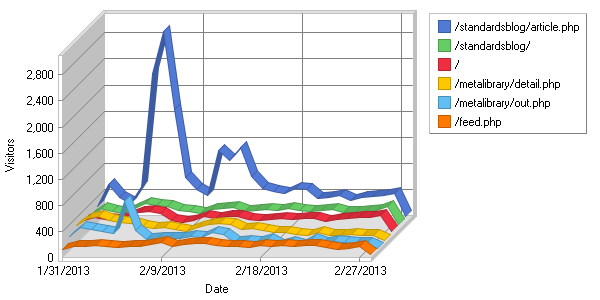 2,800
2,400
2,000
1,600
1,200
800
400
0
Visitors
1/31/2013
2/9/2013
2/18/2013
2/27/2013
Date
/standardsblog/article.php
/standardsblog/
/
/metalibrary/detail.php
/metalibrary/out.php
/feed.php